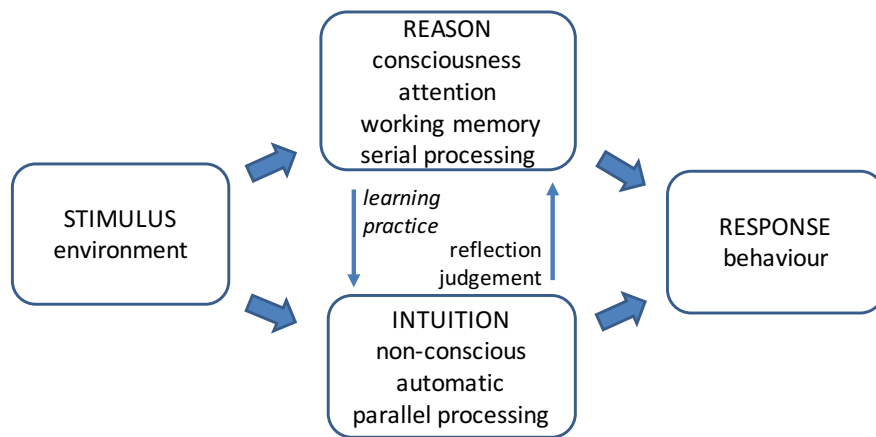 REASON
consciousness
attention
working memory
serial processing
STIMULUS
environment
learning
practice
reflection
judgement
RESPONSE
behaviour
INTUITION
non-conscious
automatic
parallel processing